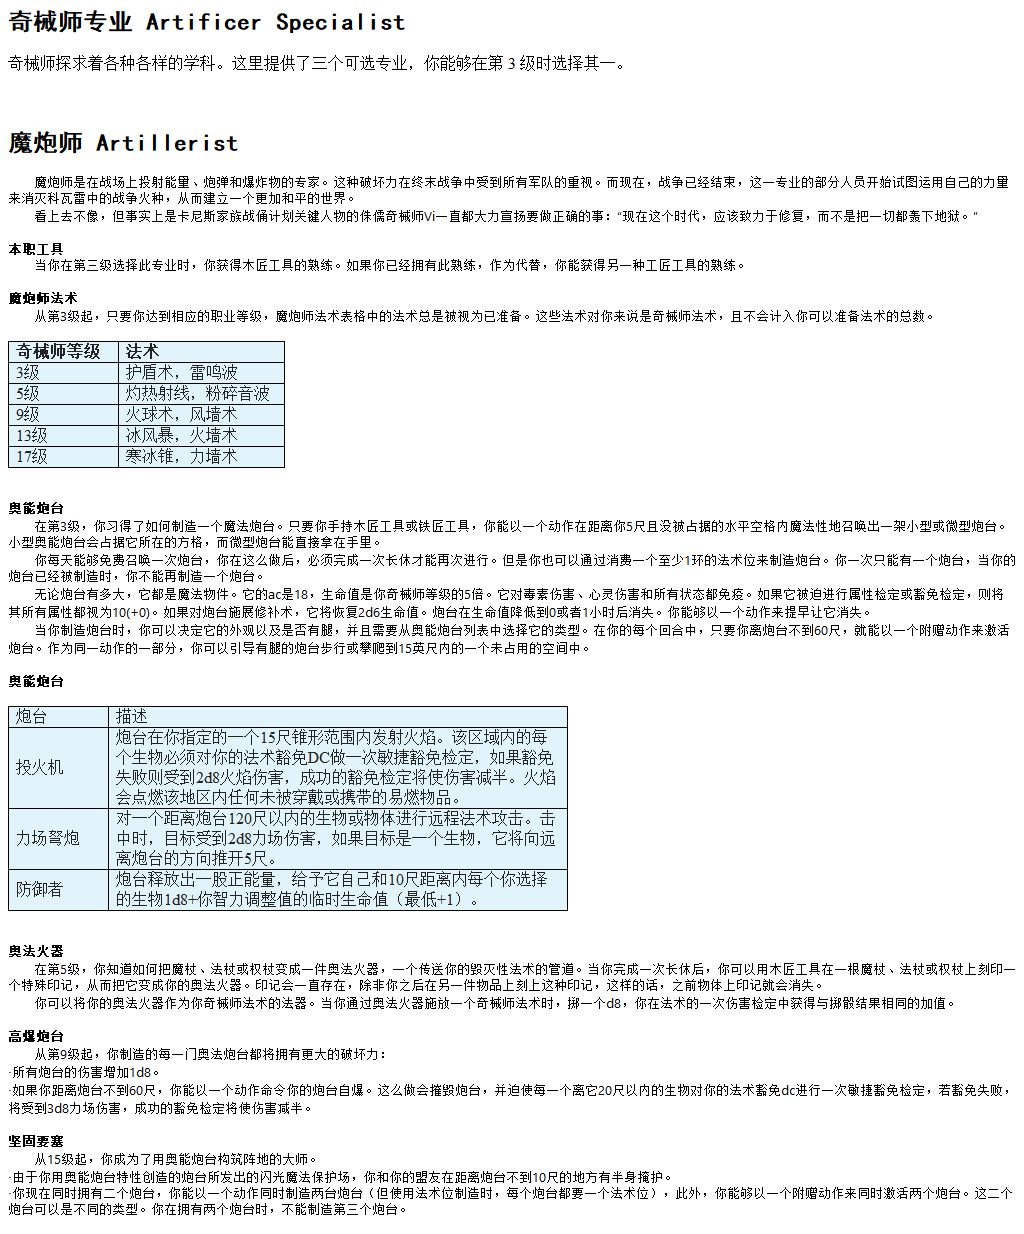 奇械师专业 Artificer Specialist
奇械师探求着各种各样的学科。这里提供了三个可选专业，你能够在第 3 级时选择其一。
魔炮师 Artillerist
魔炮师是在战场上投射能量、炮弹和爆炸物的专家。这种破坏力在终末战争中受到所有军队的重视。而现在，战争已经结束，这一专业的部分人员开始试图运用自己的力量
来消灭科瓦雷中的战争火种，从而建立一个更加和平的世界。
看上去不像，但事实上是卡尼斯家族战俑计划关键人物的侏儒奇械师Vi一直都大力宣扬要做正确的事："现在这个时代，应该致力于修复，而不是把一切都轰下地狱。"
本职工具
当你在第三级选择此专业时，你获得木匠工具的熟练。如果你已经拥有此熟练，作为代替，你能获得另一种工匠工具的熟练。
魔炮师法术
从第3级起，只要你达到相应的职业等级，魔炮师法术表格中的法术总是被视为已准备。这些法术对你来说是奇械师法术，且不会计入你可以准备法术的总数。
奇械师等级 法术
3级 护盾术，雷鸣波
5级 灼热射线，粉碎音波
9级 火球术，风墙术
13级 冰风暴，火墙术
17级 寒冰锥，力墙术
奥能炮台
在第3级，你习得了如何制造一个魔法炮台。只要你手持木匠工具或铁匠工具，你能以一个动作在距离你5尺且没被占据的水平空格内魔法性地召唤出一架小型或微型炮台。
小型奥能炮台会占据它所在的方格，而微型炮台能直接拿在手里。
你每天能够免费召唤一次炮台，你在这么做后，必须完成一次长休才能再次进行。但是你也可以通过消费一个至少1环的法术位来制造炮台。你一次只能有一个炮台，当你的
炮台已经被制造时，你不能再制造一个炮台。
无论炮台有多大，它都是魔法物件。它的ac是18，生命值是你奇械师等级的5倍。它对毒素伤害、心灵伤害和所有状态都免疫。如果它被迫进行属性检定或豁免检定，则将
其所有属性都视为10(+0)。如果对炮台施展修补术，它将恢复2d6生命值。炮台在生命值降低到0或者1小时后消失。你能够以一个动作来提早让它消失。
当你制造炮台时，你可以决定它的外观以及是否有腿，并且需要从奥能炮台列表中选择它的类型。在你的每个回合中，只要你离炮台不到60尺，就能以一个附赠动作来激活
炮台。作为同一动作的一部分，你可以引导有腿的炮台步行或攀爬到15英尺内的一个未占用的空间中。
奥能炮台
炮台 描述
投火机 炮台在你指定的一个15尺锥形范围内发射火焰。该区域内的每
个生物必须对你的法术豁免DC做一次敏捷豁免检定，如果豁免
失败则受到2d8火焰伤害，成功的豁免检定将使伤害减半。火焰
会点燃该地区内任何未被穿戴或携带的易燃物品。
力场弩炮 对一个距离炮台120尺以内的生物或物体进行远程法术攻击。击
中时，目标受到2d8力场伤害，如果目标是一个生物，它将向远
离炮台的方向推开5尺。
防御者 炮台释放出一股正能量，给予它自己和10尺距离内每个你选择
的生物1d8+你智力调整值的临时生命值（最低+1）。
奥法火器
在第5级，你知道如何把魔杖、法杖或权杖变成一件奥法火器，一个传送你的毁灭性法术的管道。当你完成一次长休后，你可以用木匠工具在一根魔杖、法杖或权杖上刻印一
个特殊印记，从而把它变成你的奥法火器。印记会一直存在，除非你之后在另一件物品上刻上这种印记，这样的话，之前物体上印记就会消失。
你可以将你的奥法火器作为你奇械师法术的法器。当你通过奥法火器施放一个奇械师法术时，掷一个d8，你在法术的一次伤害检定中获得与掷骰结果相同的加值。
高爆炮台
从第9级起，你制造的每一门奥法炮台都将拥有更大的破坏力：
·所有炮台的伤害增加1d8。
·如果你距离炮台不到60尺，你能以一个动作命令你的炮台自爆。这么做会摧毁炮台，并迫使每一个离它20尺以内的生物对你的法术豁免dc进行一次敏捷豁免检定，若豁免失败，
将受到3d8力场伤害，成功的豁免检定将使伤害减半。
坚固要塞
从15级起，你成为了用奥能炮台构筑阵地的大师。
·由于你用奥能炮台特性创造的炮台所发出的闪光魔法保护场，你和你的盟友在距离炮台不到10尺的地方有半身掩护。
·你现在同时拥有二个炮台，你能以一个动作同时制造两台炮台（但使用法术位制造时，每个炮台都要一个法术位），此外，你能够以一个附赠动作来同时激活两个炮台。这二个
炮台可以是不同的类型。你在拥有两个炮台时，不能制造第三个炮台。